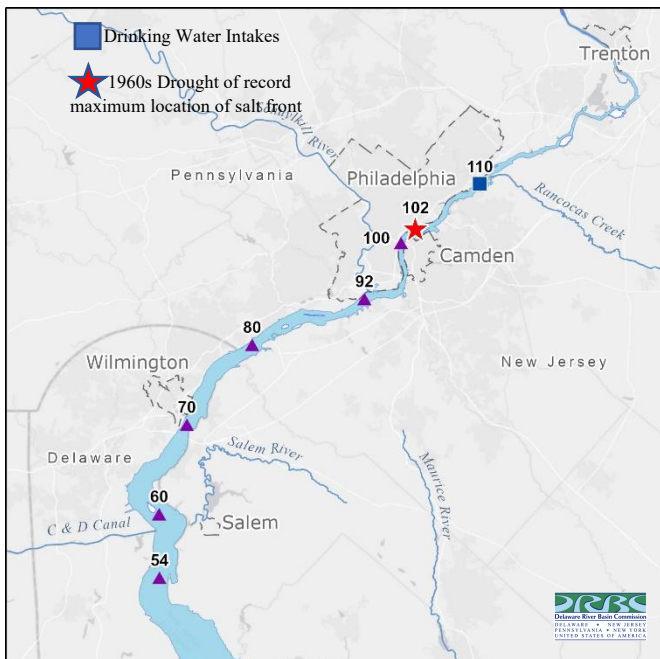 Drinking Water Intakes
1960s Drought of record
maximum location of salt front
Trenton
Schuylkill River
Pennsylvania
Philadelphia
110
Rancocas Creek
102
100
Camden
92
80
Wilmington
New Jersey
70
Delaware
Salem River
Maurice River
60
C & D Canal
Salem
54
DRBC
Delaware River Basin Commission
DELAWARE • NEW JERSEY
PENNSYLVANIA • NEW YORK
UNITED STATES OF AMERICA